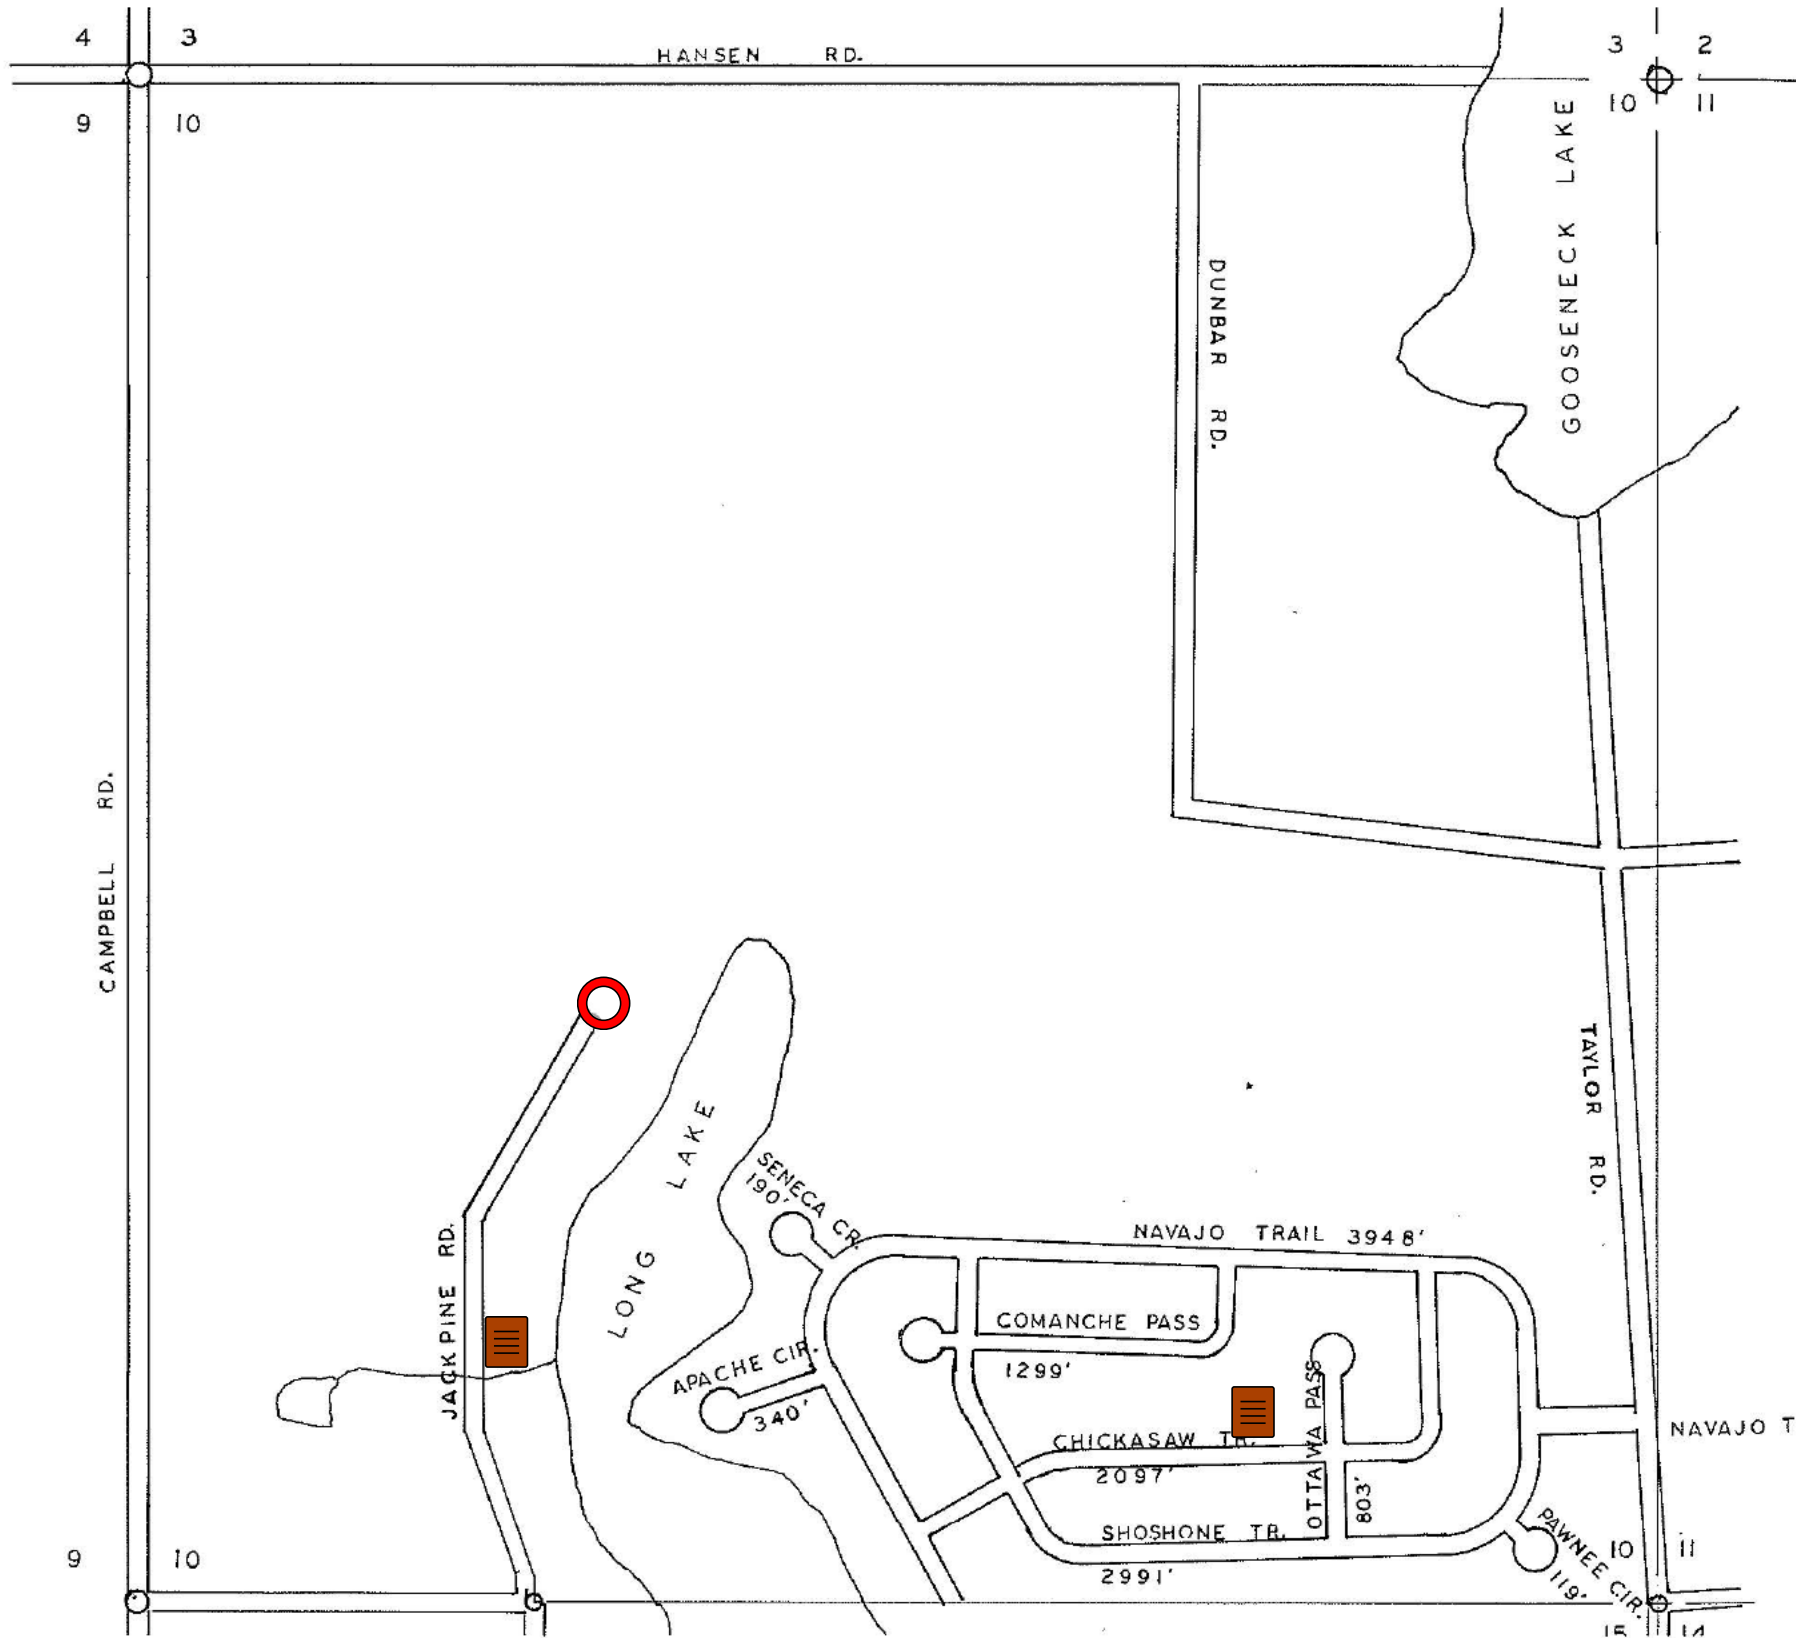 4 3
HANSEN RD.
3 2
9 10
10 11
GOOSENECK LAKE
DUNBAR RD.
CAMPBELL RD.
TAYLOR RD.
LONG LAKE
SENECA CR.
190'
JACKPINE RD.
NAVAJO TRAIL 3948'
COMANCHE PASS
1299'
APACHE CIR.
340'
OTTAWA PASS
803'
CHICKASAW TR.
2097'
NAVAJO T
SHOSHONE TR.
2991'
PAWNEE CIR.
119'
9 10
10 11
15 14